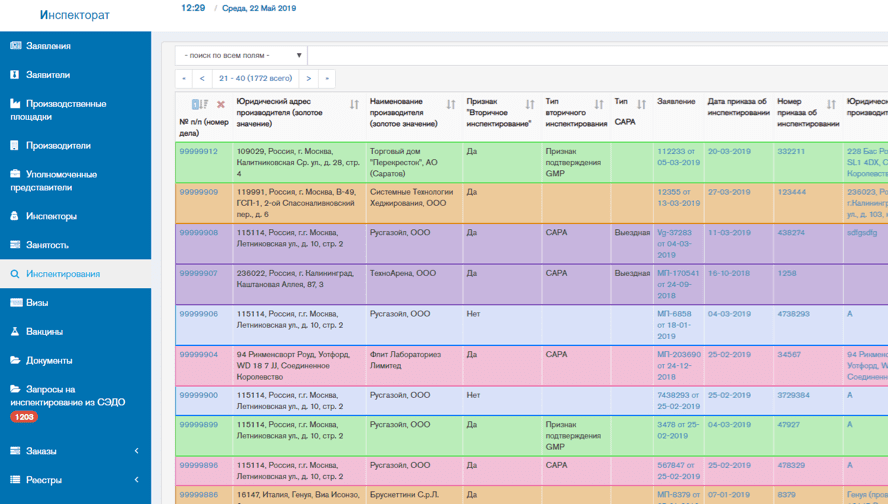 Инспекторат
12:29 / Среда, 22 Май 2019
Заявления
Заявители
Производственные
площадки
Производители
Уполномоченные
представители
Инспекторы
Занятость
Инспектирования
Визы
Вакцины
Документы
Запросы на
инспектирование из СЭДО
1203
Заказы
Реестры
- поиск по всем полям -
« < 21 - 40 (1772 всего) > »
№ п/п (номер
дела)
Юридический адрес
производителя (золотое
значение)
Наименование
производителя
(золотое значение)
Признак
"Вторичное
инспектирование"
Тип
вторичного
инспектирования
Тип
CAPA
Заявление
Дата приказа об
инспектировании
Номер
приказа об
инспектировании
Юридическ
производит
99999912
109029, Россия, г. Москва,
Калитниковская Ср. ул., д. 28, стр.
4
Торговый дом
"Перекресток", АО
(Саратов)
Да
Признак
подтверждения
GMP
112233 от
05-03-2019
20-03-2019
332211
228 Бас Ро
SL1 4DX, С
Королевств
99999909
119991, Россия, г. Москва, В-49,
ГСП-1, 2-ой Спасоналивковский
пер., д. 6
Системные Технологии
Хеджирования, ООО
Да
12355 от
13-03-2019
27-03-2019
123444
236023, Ро
г.Калининг
ул., д. 103,
99999908
115114, Россия, г.г. Москва,
Летниковская ул., д. 10, стр. 2
Русгазойл, ООО
Да
CAPA
Выездная
Vg-37283
от 04-03-
2019
11-03-2019
438274
sdfgsdfg
99999907
236022, Россия, г. Калининград,
Каштановая Аллея, 87, 3
ТехноАрена, ООО
Да
CAPA
Выездная
МП-170541
от 24-09-
2018
16-10-2018
1258
99999906
115114, Россия, г.г. Москва,
Летниковская ул., д. 10, стр. 2
Русгазойл, ООО
Нет
МП-6858
от 18-01-
2019
04-03-2019
4738293
А
99999904
94 Рикменсворт Роуд, Уотфорд,
WD 18 7 JJ, Соединенное
Королевство
Флит Лабораториез
Лимитед
Да
CAPA
МП-203690
от 24-12-
2018
25-02-2019
34567
94 Рикменс
Уотфорд, W
Соединенн
99999900
115114, Россия, г.г. Москва,
Летниковская ул., д. 10, стр. 2
Русгазойл, ООО
Нет
7438293 от
25-02-2019
25-02-2019
3729384
А
99999899
115114, Россия, г.г. Москва,
Летниковская ул., д. 10, стр. 2
Русгазойл, ООО
Да
Признак
подтверждения
GMP
3478 от 25-
02-2019
04-03-2019
47927
А
99999896
115114, Россия, г.г. Москва,
Летниковская ул., д. 10, стр. 2
Русгазойл, ООО
Да
CAPA
567847 от
25-02-2019
25-02-2019
478329
А
99999886
16147, Италия, Генуя, Виа Исонзо,
Брускеттини С.р.Л.
Да
МП-8379 от
07-01-2019
8379
Генуя (про